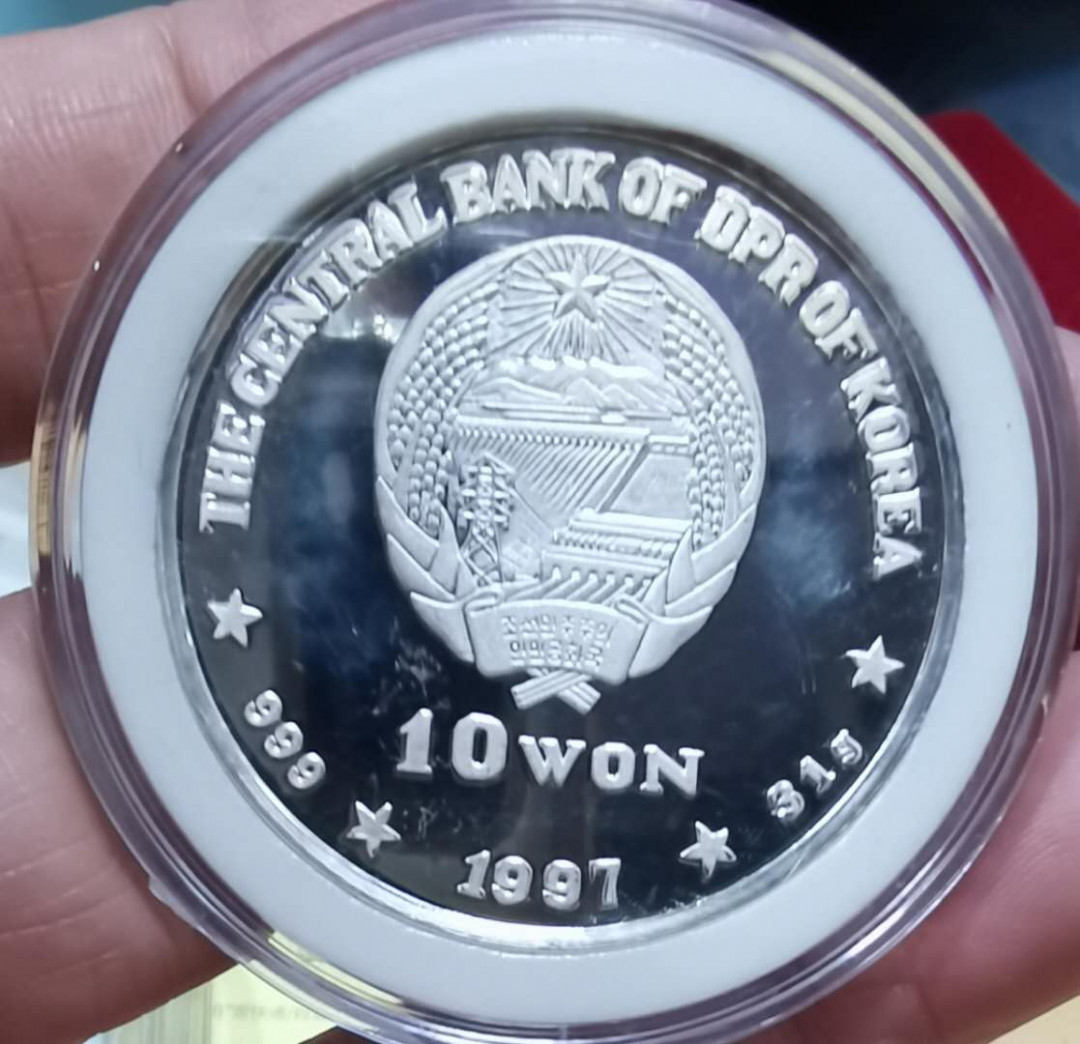 THE CENTRAL BANK OF DPR OF KOREA
10 WON
999
1997
31g